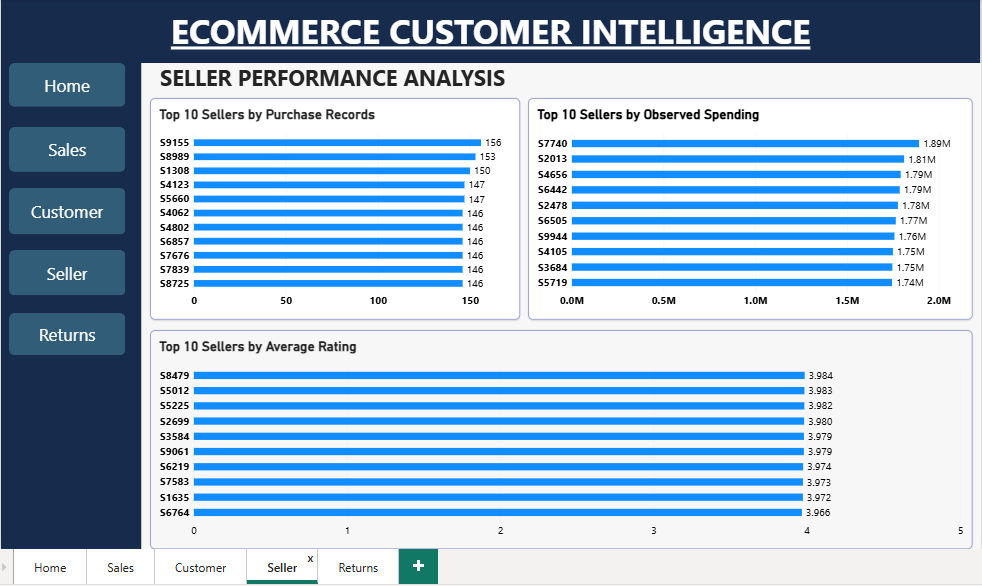 ECOMMERCE CUSTOMER INTELLIGENCE
Home
Sales
Customer
Seller
Returns
SELLER PERFORMANCE ANALYSIS
Top 10 Sellers by Purchase Records
S9155 156
S8989 153
S1308 150
S4123 147
S5660 147
S4062 146
S4802 146
S6857 146
S7676 146
S7839 146
S8725 146
0 50 100 150
Top 10 Sellers by Observed Spending
S7740 1.89M
S2013 1.81M
S4656 1.79M
S6442 1.79M
S2478 1.78M
S6505 1.77M
S9944 1.76M
S4105 1.75M
S3684 1.75M
S5719 1.74M
0.0M 0.5M 1.0M 1.5M 2.0M
Top 10 Sellers by Average Rating
S8479 3.984
S5012 3.983
S5225 3.982
S2699 3.980
S3584 3.979
S9061 3.979
S6219 3.974
S7583 3.973
S1635 3.972
S6764 3.966
0 1 2 3 4 5
Home Sales Customer Seller x Returns +